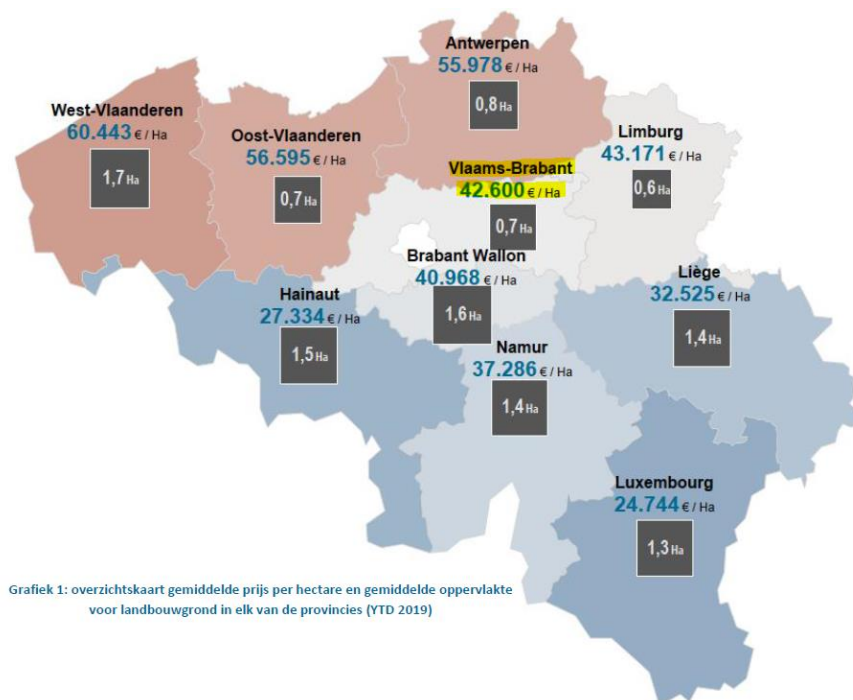 Antwerpen
55.978 € / Ha
0,8 Ha
West-Vlaanderen
60.443 € / Ha
1,7 Ha
Oost-Vlaanderen
56.595 € / Ha
0,7 Ha
Limburg
43.171 € / Ha
0,6 Ha
Vlaams-Brabant
42.600 € / Ha
0,7 Ha
Brabant Wallon
40.968 € / Ha
1,6 Ha
Liège
32.525 € / Ha
1,4 Ha
Hainaut
27.334 € / Ha
1,5 Ha
Namur
37.286 € / Ha
1,4 Ha
Luxembourg
24.744 € / Ha
1,3 Ha
Grafiek 1: overzichtskaart gemiddelde prijs per hectare en gemiddelde oppervlakte
voor landbouwgrond in elk van de provincies (YTD 2019)